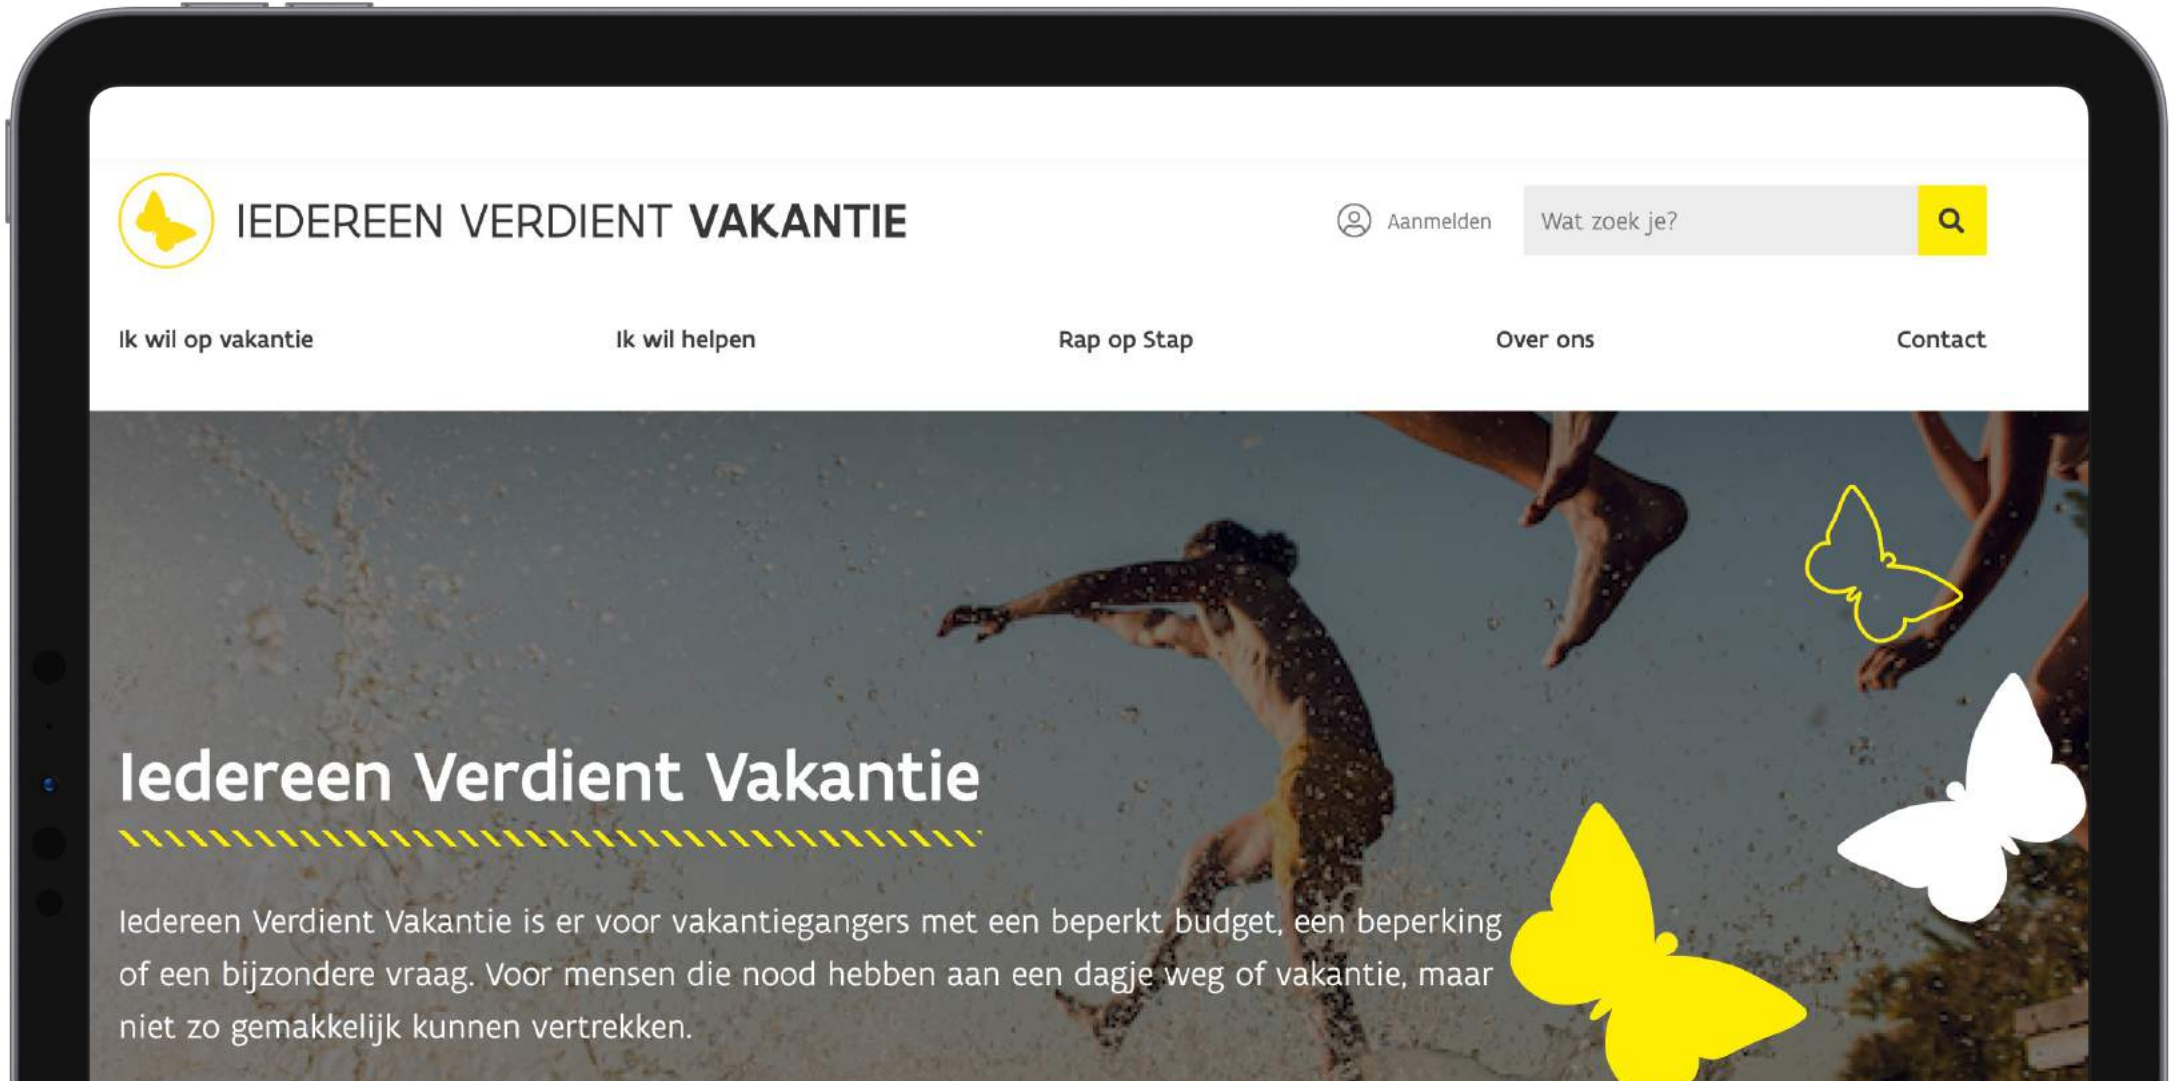 IEDEREEN VERDIENT VAKANTIE
Aanmelden
Wat zoek je?
Ik wil op vakantie
Ik wil helpen
Rap op Stap
Over ons
Contact
Iedereen Verdient Vakantie
Iedereen Verdient Vakantie is er voor vakantiegangers met een beperkt budget, een beperking
of een bijzondere vraag. Voor mensen die nood hebben aan een dagje weg of vakantie, maar
niet zo gemakkelijk kunnen vertrekken.